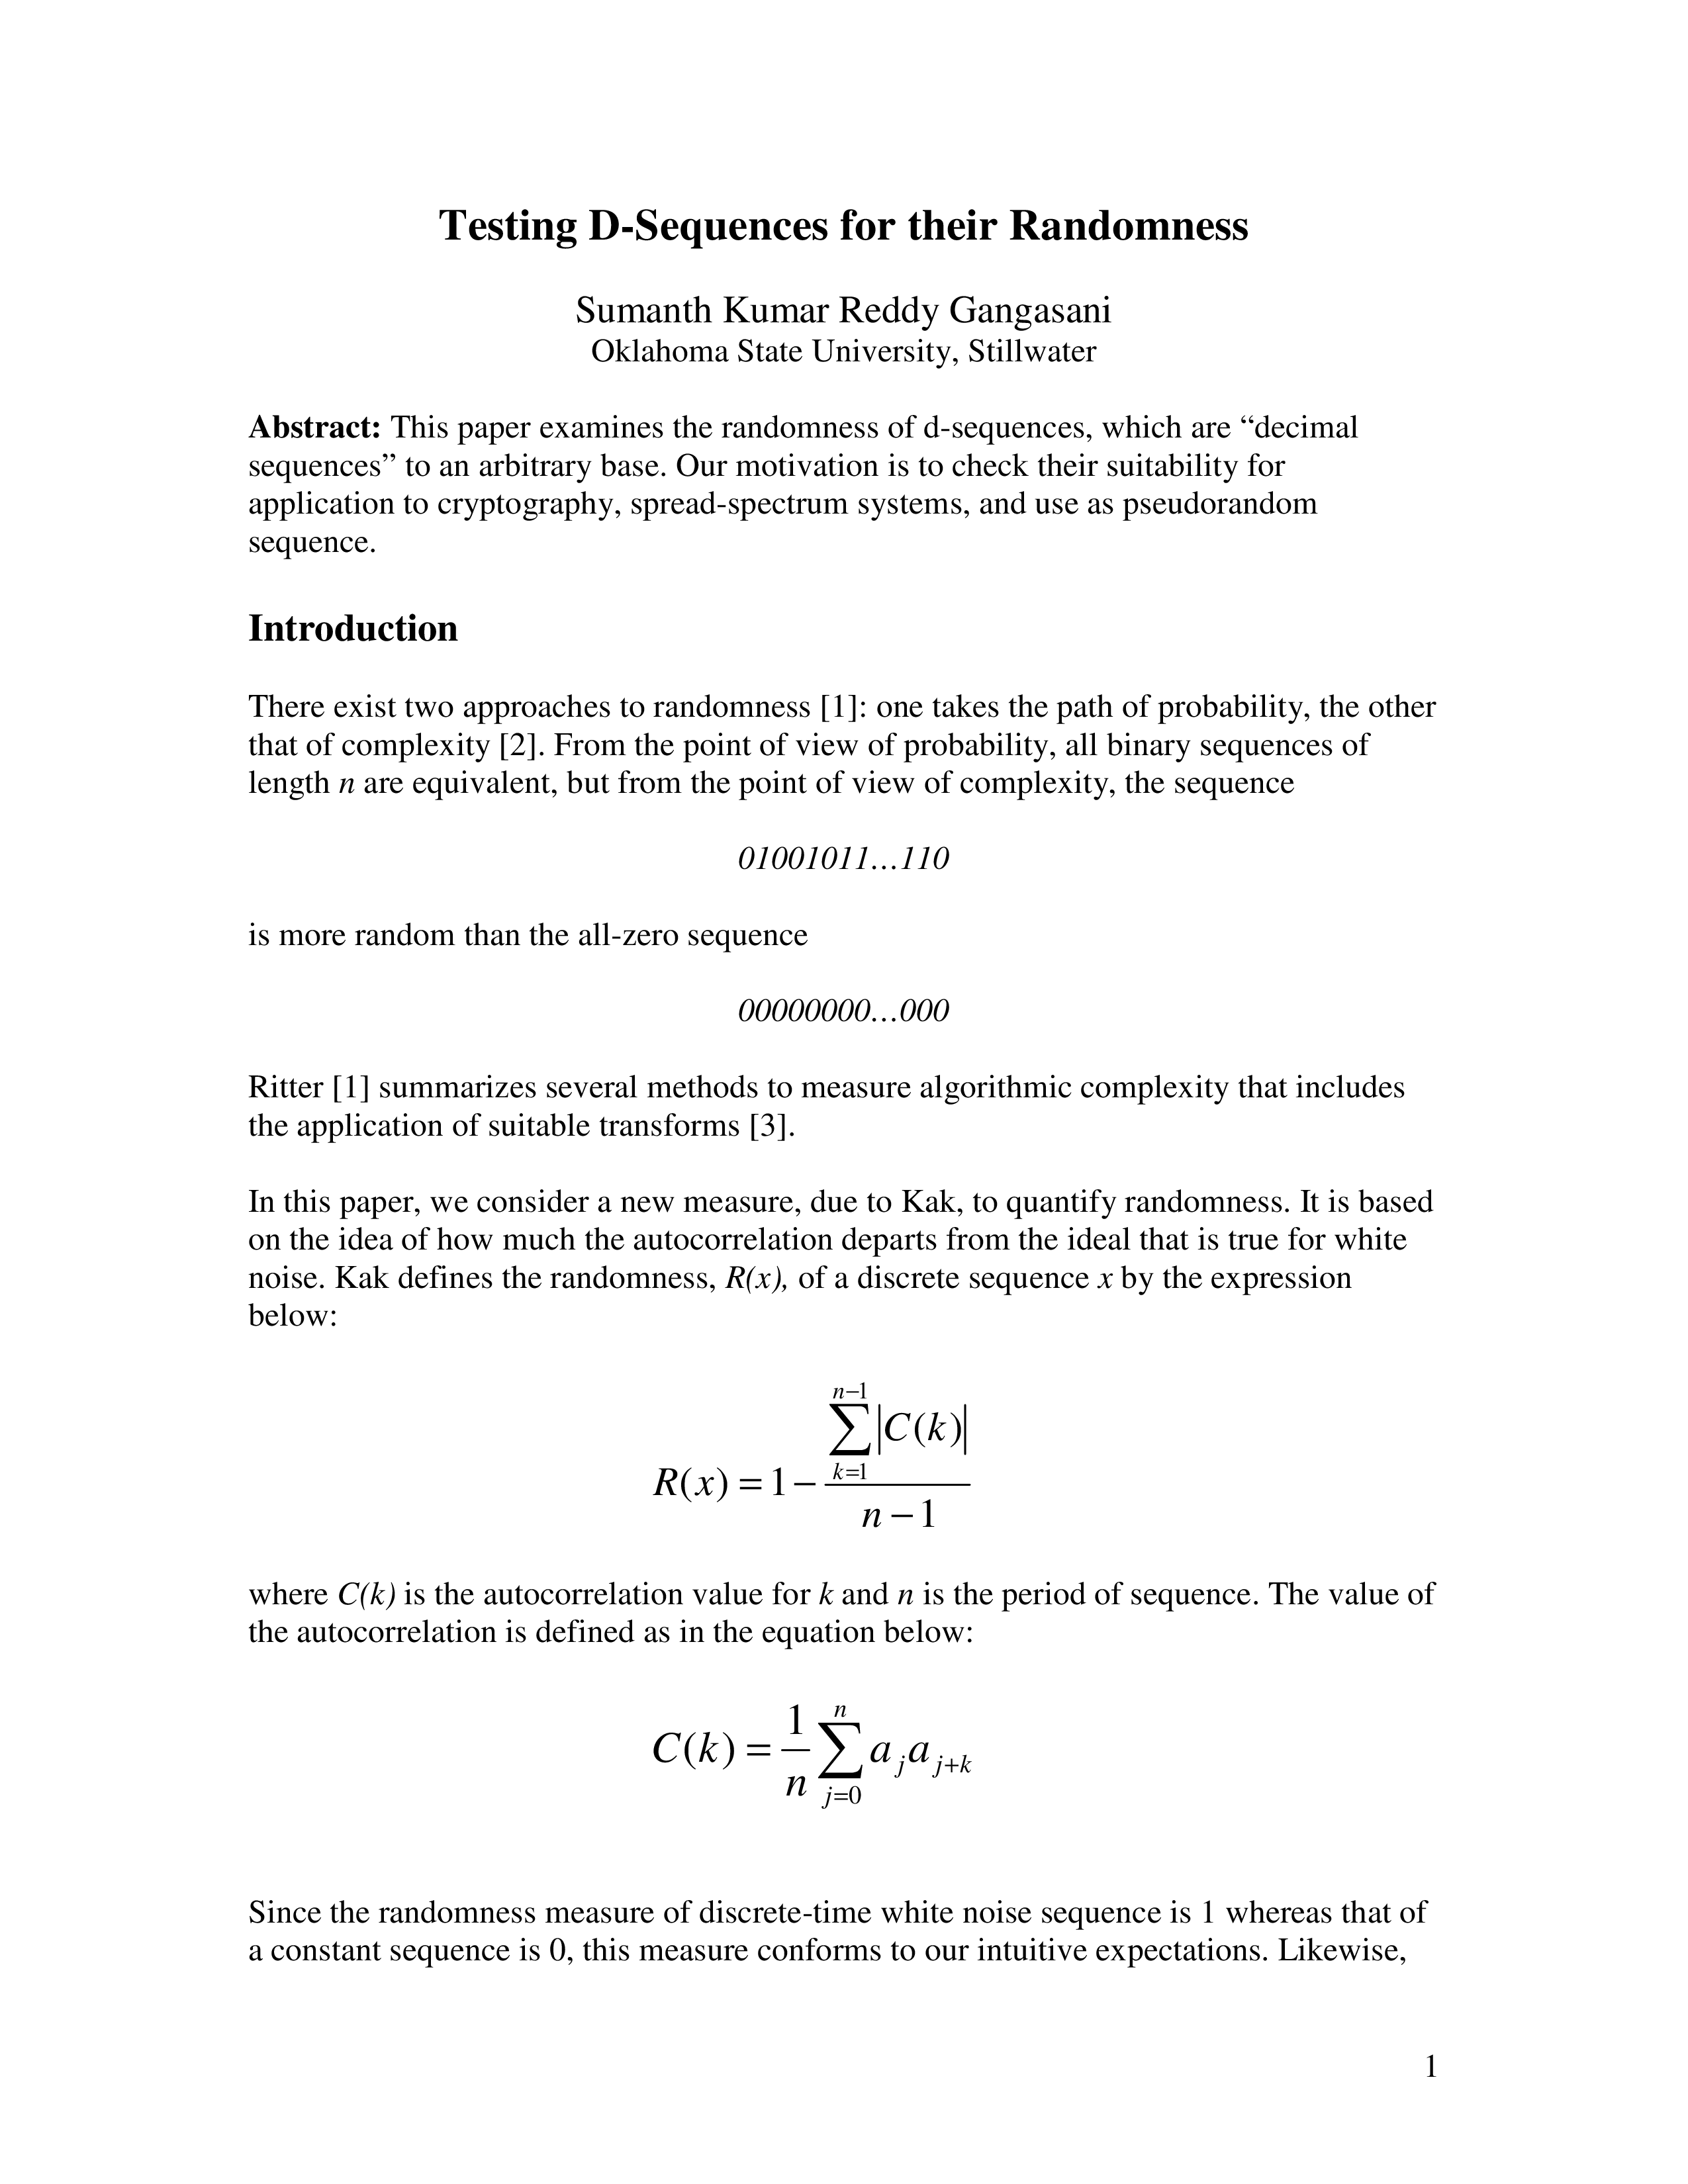 Testing D-Sequences for their Randomness
Sumanth Kumar Reddy Gangasani
Oklahoma State University, Stillwater
Abstract: This paper examines the randomness of d-sequences, which are “decimal
sequences” to an arbitrary base. Our motivation is to check their suitability for
application to cryptography, spread-spectrum systems, and use as pseudorandom
sequence.
Introduction
There exist two approaches to randomness [1]: one takes the path of probability, the other
that of complexity [2]. From the point of view of probability, all binary sequences of
length n are equivalent, but from the point of view of complexity, the sequence
01001011…110
is more random than the all-zero sequence
00000000…000
Ritter [1] summarizes several methods to measure algorithmic complexity that includes
the application of suitable transforms [3].
In this paper, we consider a new measure, due to Kak, to quantify randomness. It is based
on the idea of how much the autocorrelation departs from the ideal that is true for white
noise. Kak defines the randomness, R(x), of a discrete sequence x by the expression
below:
R(x) = 1 − \frac{\sum_{k=1}^{n−1} |C(k)|}{n − 1}
where C(k) is the autocorrelation value for k and n is the period of sequence. The value of
the autocorrelation is defined as in the equation below:
C(k) = \frac{1}{n} \sum_{j=0}^{n} a_j a_{j+k}
Since the randomness measure of discrete-time white noise sequence is 1 whereas that of
a constant sequence is 0, this measure conforms to our intuitive expectations. Likewise,
1